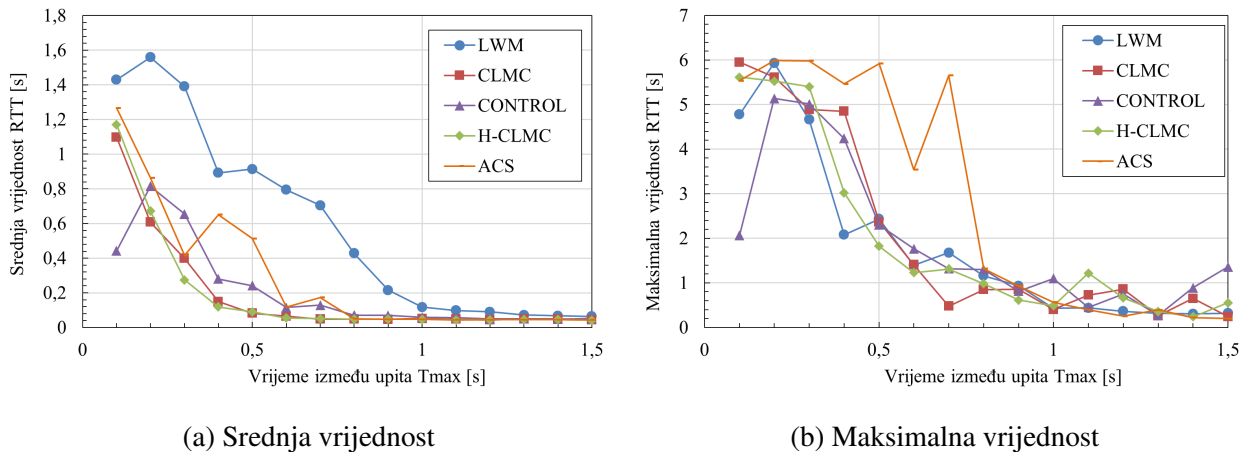 Srednja vrijednost RTT [s]
1,8
1,6
1,4
1,2
1
0,8
0,6
0,4
0,2
0
0
0,5
1
1,5
Vrijeme između upita Tmax [s]
LWM
CLMC
CONTROL
H-CLMC
ACS
(a) Srednja vrijednost
Maksimalna vrijednost RTT [s]
7
6
5
4
3
2
1
0
0
0,5
1
1,5
Vrijeme između upita Tmax [s]
LWM
CLMC
CONTROL
H-CLMC
ACS
(b) Maksimalna vrijednost